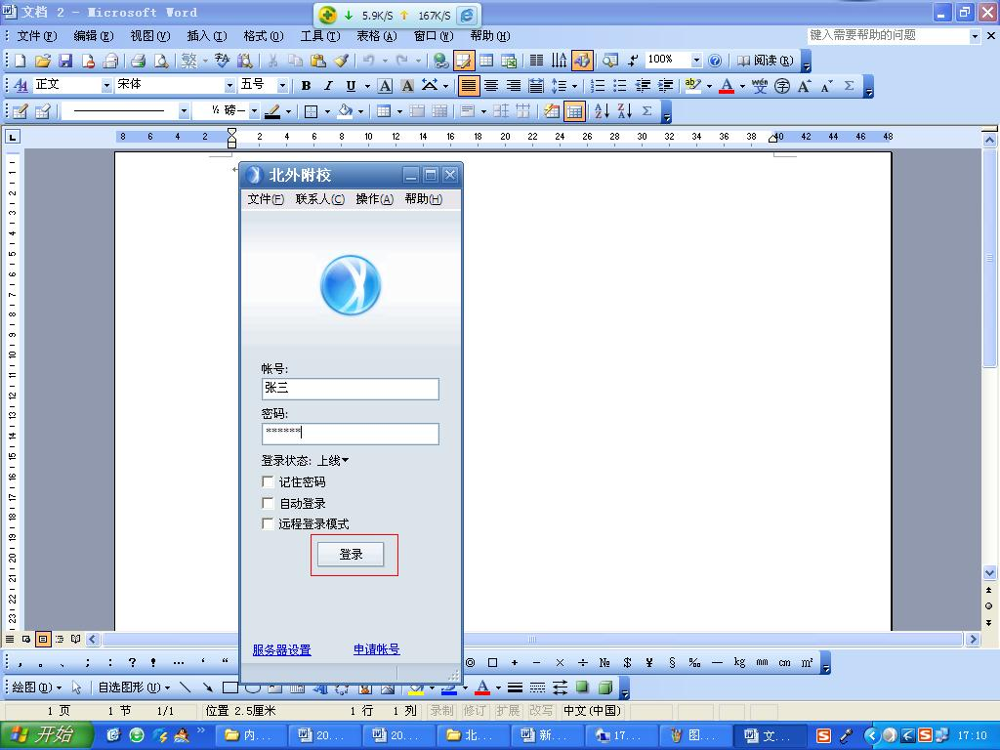 文档 2 - Microsoft Word
5.9K/S 167K/S
文件(F) 编辑(E) 视图(V) 插入(I) 格式(O) 工具(T) 表格(A) 窗口(W) 帮助(H) 键入需要帮助的问题
100% 阅读(R)
正文 宋体 五号 B I U A A
½ 磅
8 6 4 2 2 4 6 8 10 12 14 16 18 20 22 24 26 28 30 32 34 36 38 40 42 44 46 48
北外附校
文件(F) 联系人(C) 操作(A) 帮助(H)
帐号:
张三
密码:
******
登录状态: 上线
记住密码
自动登录
远程登录模式
登录
服务器设置 申请帐号
, 。 、 ; : ? ! … ‘ “ ◎ □ + - × ÷ № $ ¥ § ‰ — kg mm cm m²
绘图(D) 自选图形(U)
1 页 1 节 1/1 位置 2.5厘米 1 行 1 列 录制 修订 扩展 改写 中文(中国)
开始 内... 20... 20... 北... 新... 17... 图... 文... 17:10